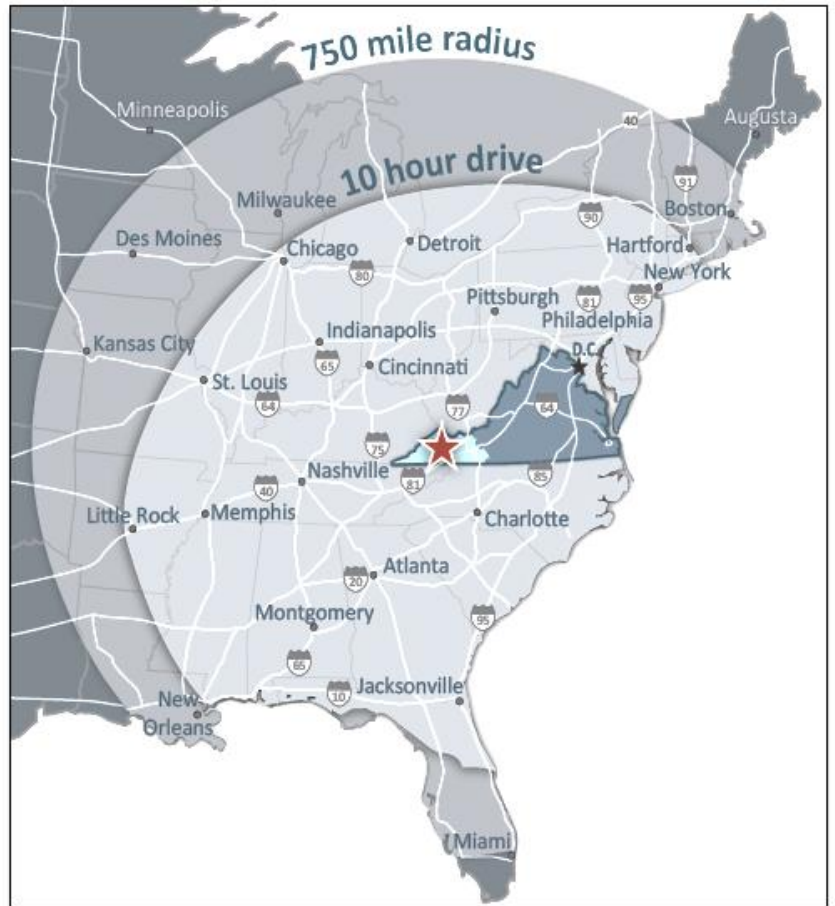 750 mile radius
Minneapolis
Augusta
40
10 hour drive
91
Milwaukee
Boston
90
Des Moines
Chicago
Detroit
Hartford
80
New York
Pittsburgh
81
95
Philadelphia
Kansas City
Indianapolis
D.C.
65
Cincinnati
St. Louis
64
77
64
75
Nashville
81
85
40
Little Rock
Memphis
Charlotte
Atlanta
20
Montgomery
95
65
10
Jacksonville
New
Orleans
Miami